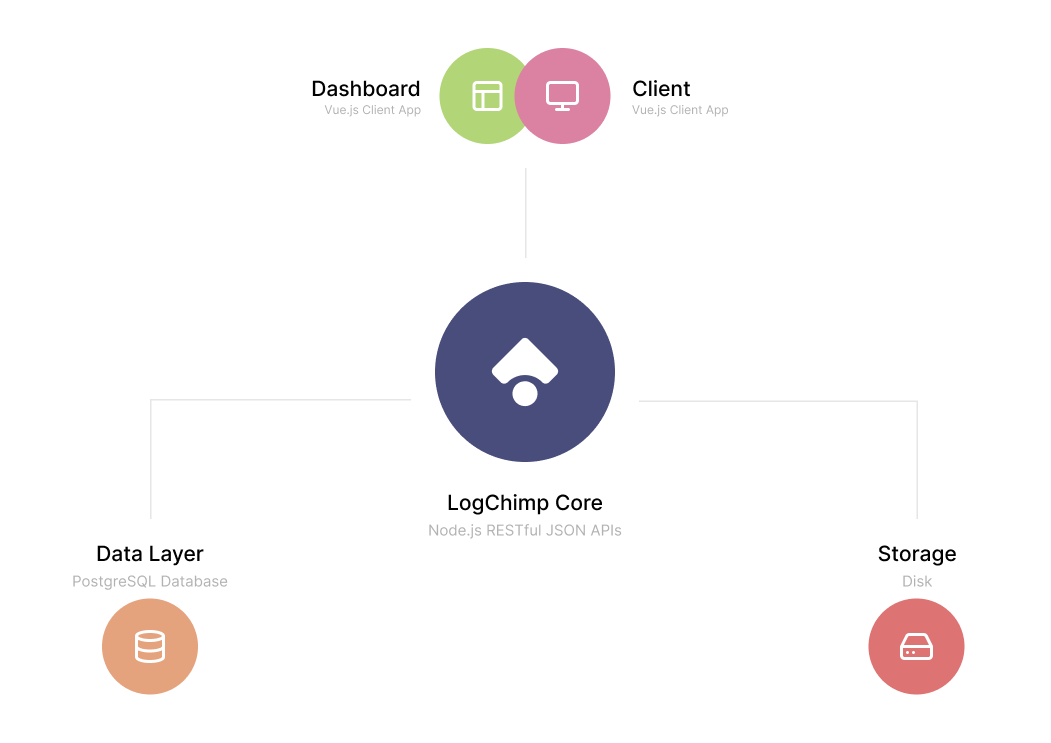 Dashboard
Vue.js Client App
Client
Vue.js Client App
LogChimp Core
Node.js RESTful JSON APIs
Data Layer
PostgreSQL Database
Storage
Disk